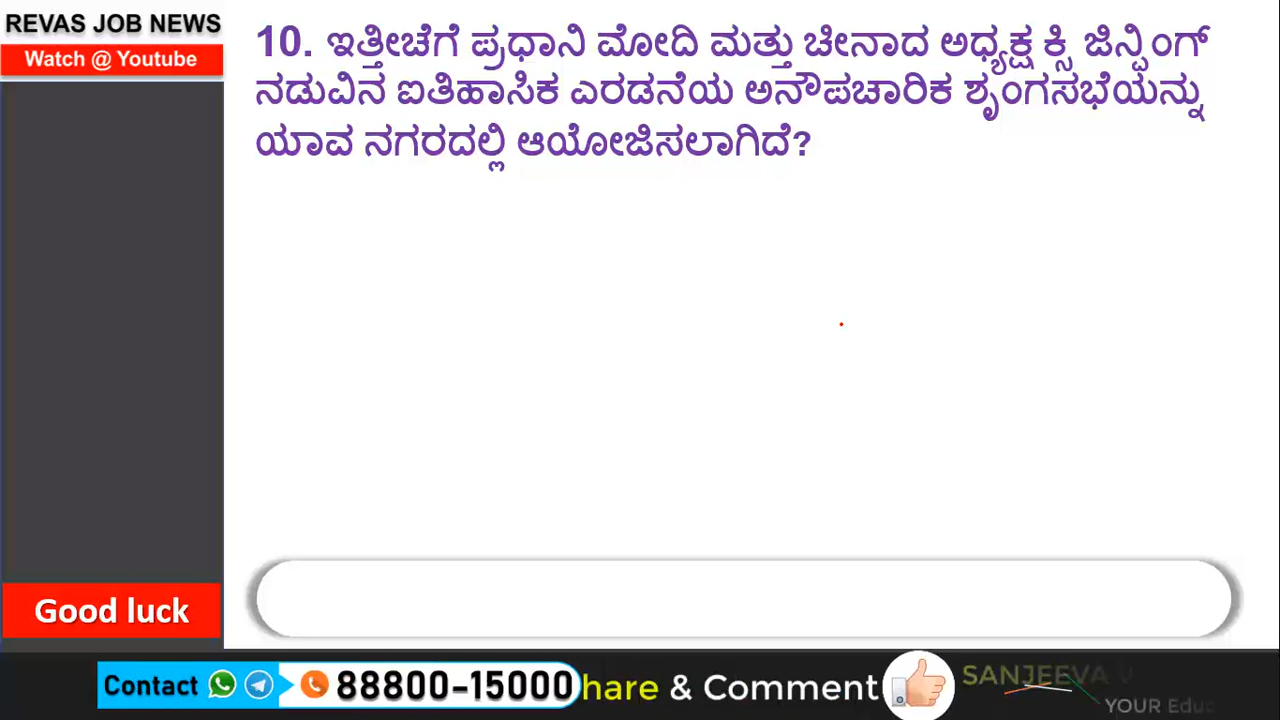 REVAS JOB NEWS
Watch @ Youtube
10. ಇತ್ತೀಚೆಗೆ ಪ್ರಧಾನಿ ಮೋದಿ ಮತ್ತು ಚೀನಾದ ಅಧ್ಯಕ್ಷ ಕ್ಸಿ ಜಿನ್ಪಿಂಗ್
ನಡುವಿನ ಐತಿಹಾಸಿಕ ಎರಡನೆಯ ಅನೌಪಚಾರಿಕ ಶೃಂಗಸಭೆಯನ್ನು
ಯಾವ ನಗರದಲ್ಲಿ ಆಯೋಜಿಸಲಾಗಿದೆ?
Good luck
Contact 88800-15000 hare & Comment
SANJEEVA
YOUR